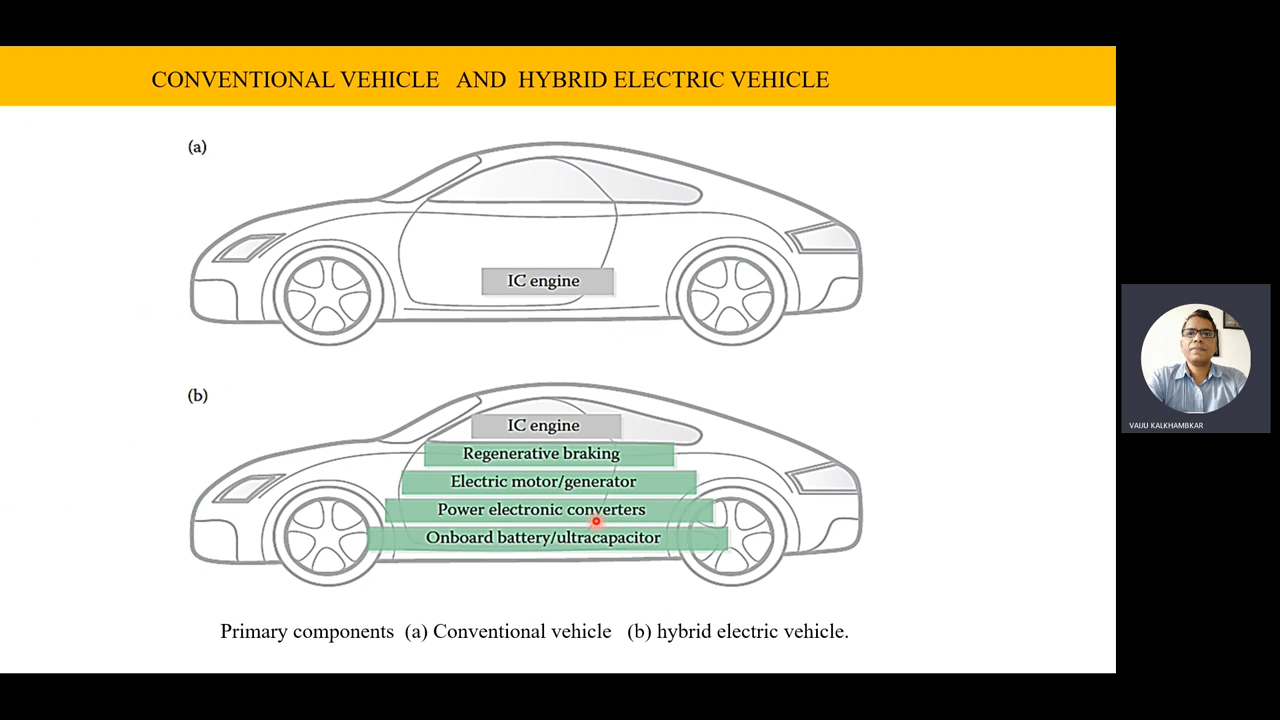 CONVENTIONAL VEHICLE AND HYBRID ELECTRIC VEHICLE
(a)
IC engine
(b)
IC engine
Regenerative braking
Electric motor/generator
Power electronic converters
Onboard battery/ultracapacitor
Primary components (a) Conventional vehicle (b) hybrid electric vehicle.
VAIJU KALKHAMBKAR